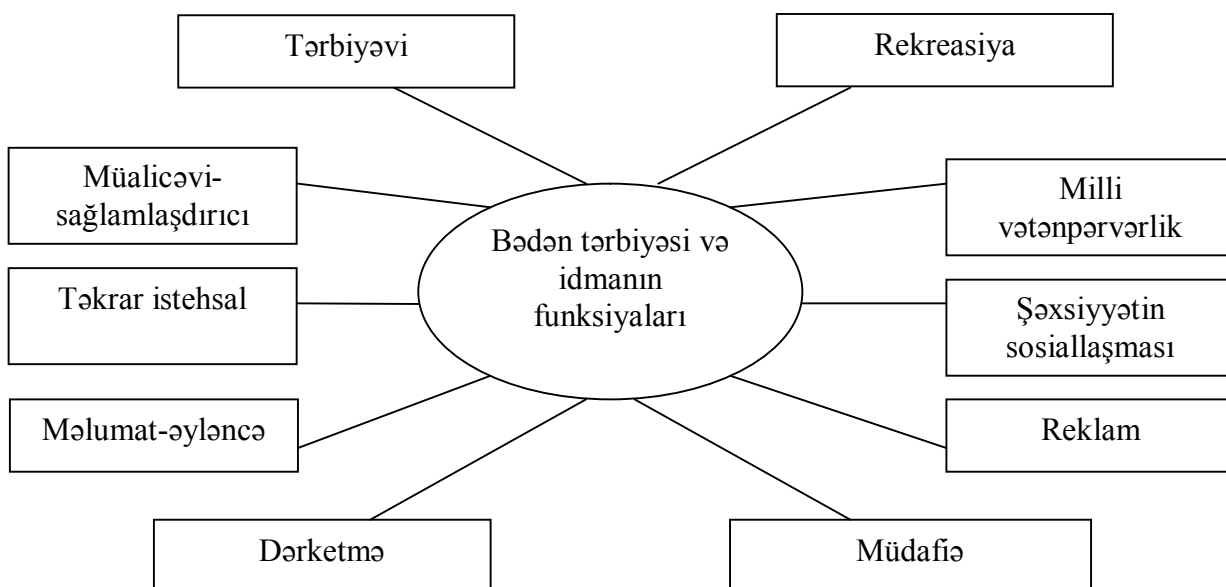 Tərbiyəvi
Rekreasiya
Müalicəvi-
sağlamlaşdırıcı
Milli
vətənpərvərlik
Bədən tərbiyəsi və
idmanın
funksiyaları
Təkrar istehsal
Şəxsiyyətin
sosiallaşması
Məlumat-əyləncə
Reklam
Dərketmə
Müdafiə